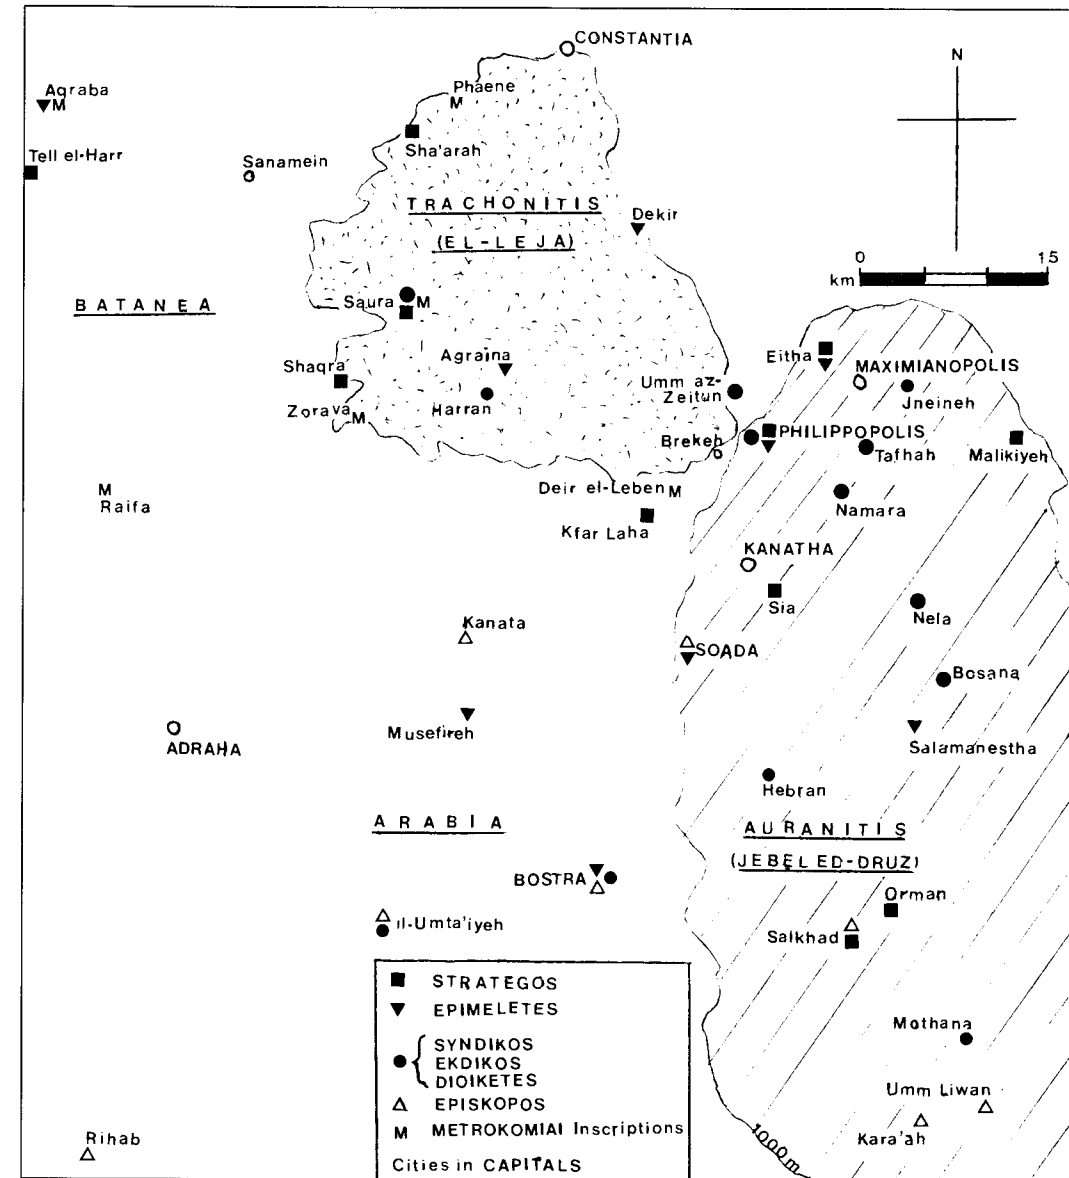 CONSTANTIA
N
Phaene
M
Aqraba
M
Sha'arah
Tell el-Harr
Sanamein
TRACHONITIS
(EL-LEJA)
Dekir
0 15
km
BATANEA
Saura M
Eitha
Agraina
MAXIMIANOPOLIS
Shaqra
Umm az-
Zeitun
Jneineh
Zorava M
Harran
Brekeh
PHILIPPOPOLIS
Tafhah
Malikiyeh
M
Raifa
Deir el-Leben M
Namara
Kfar Laha
KANATHA
Sia
Nela
Kanata
SOADA
Bosana
Musefireh
ADRAHA
Salamanestha
Hebran
ARABIA
AURANITIS
(JEBEL ED-DRUZ)
BOSTRA
Orman
il-Umta'iyeh
Salkhad
STRATEGOS
EPIMELETES
SYNDIKOS
EKDIKOS
DIOIKETES
EPISKOPOS
M METROKOMIAI Inscriptions
Cities in CAPITALS
Mothana
Umm Liwan
Kara'ah
Rihab
1000m